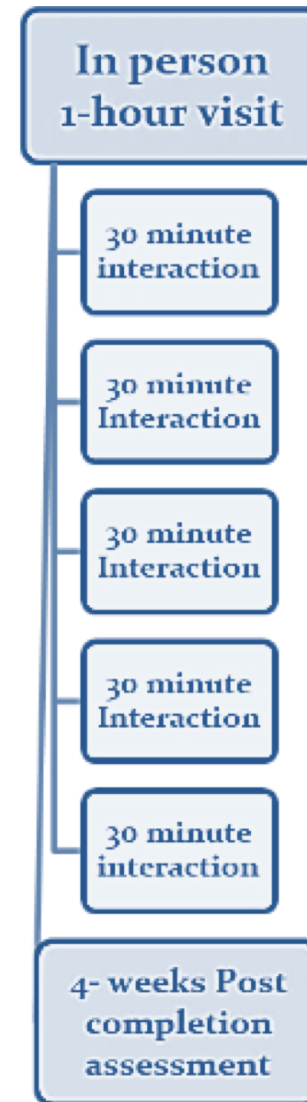 In person
1-hour visit
30 minute
interaction
30 minute
Interaction
30 minute
Interaction
30 minute
Interaction
30 minute
interaction
4- weeks Post
completion
assessment